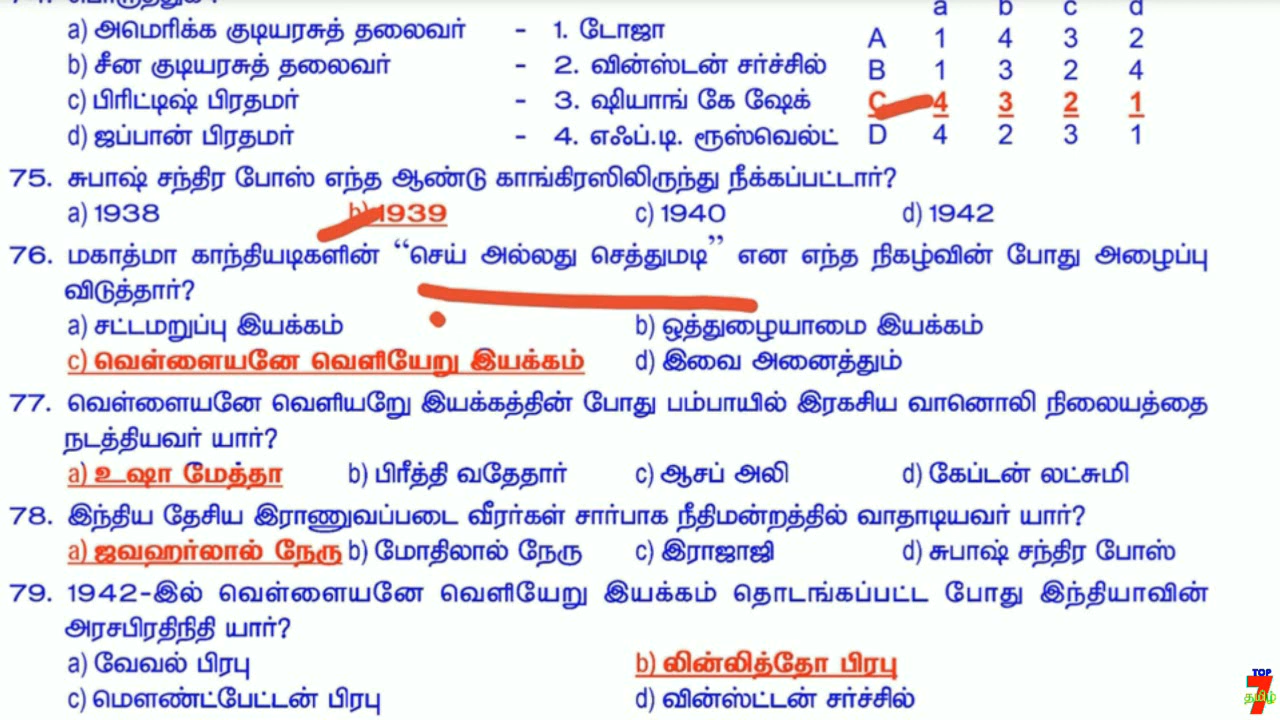 a b c d
a) அமெரிக்க குடியரசுத் தலைவர் - 1. டோஜா A 1 4 3 2
b) சீன குடியரசுத் தலைவர் - 2. வின்ஸ்டன் சர்ச்சில் B 1 3 2 4
c) பிரிட்டிஷ் பிரதமர் - 3. ஷியாங் கே ஷேக் C 4 3 2 1
d) ஜப்பான் பிரதமர் - 4. எஃப்.டி. ரூஸ்வெல்ட் D 4 2 3 1
75. சுபாஷ் சந்திர போஸ் எந்த ஆண்டு காங்கிரஸிலிருந்து நீக்கப்பட்டார்?
a) 1938 b) 1939 c) 1940 d) 1942
76. மகாத்மா காந்தியடிகளின் “செய் அல்லது செத்துமடி” என எந்த நிகழ்வின் போது அழைப்பு
விடுத்தார்?
a) சட்டமறுப்பு இயக்கம் b) ஒத்துழையாமை இயக்கம்
c) வெள்ளையனே வெளியேறு இயக்கம் d) இவை அனைத்தும்
77. வெள்ளையனே வெளியறே இயக்கத்தின் போது பம்பாயில் இரகசிய வானொலி நிலையத்தை
நடத்தியவர் யார்?
a) உஷா மேத்தா b) பிரீத்தி வதேதார் c) ஆசப் அலி d) கேப்டன் லட்சுமி
78. இந்திய தேசிய இராணுவப்படை வீரர்கள் சார்பாக நீதிமன்றத்தில் வாதாடியவர் யார்?
a) ஜவஹர்லால் நேரு b) மோதிலால் நேரு c) இராஜாஜி d) சுபாஷ் சந்திர போஸ்
79. 1942-இல் வெள்ளையனே வெளியேறு இயக்கம் தொடங்கப்பட்ட போது இந்தியாவின்
அரசபிரதிநிதி யார்?
a) வேவல் பிரபு b) லின்லித்தோ பிரபு
c) மௌண்ட்பேட்டன் பிரபு d) வின்ஸ்ட்டன் சர்ச்சில்
TOP
7
தமிழ்